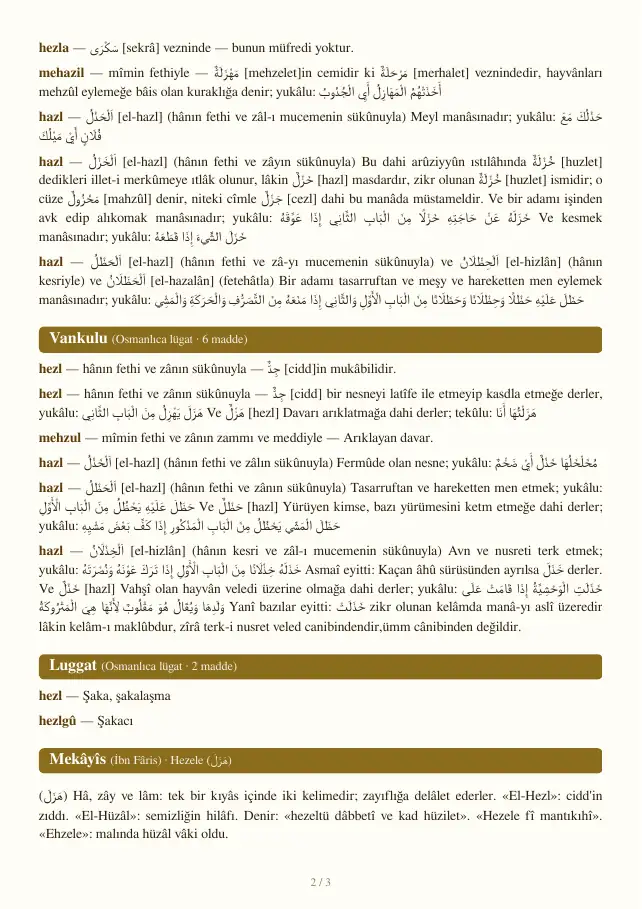 hezla — سَكْرَى [sekrâ] vezninde — bunun müfredi yoktur.
mehazil — mîmin fethiyle — مَهْزَلَةٌ [mehzelet]in cemidir ki مَرْحَلَةٌ [merhalet] veznindedir, hayvânları
mehzûl eylemeğe bâis olan kuraklığa denir; yukâlu: أَخَذَتْهُمُ الْمَهَازِلُ أَيِ الْجُدُوبُ
hazl — اَلْحَذْلُ [el-hazl] (hânın fethi ve zâl-ı mucemenin sükûnuyla) Meyl manâsınadır; yukâlu: حَذْلُكَ مَعَ
فُلَانٍ أَيْ مَيْلُكَ
hazl — اَلْخَزْلُ [el-hazl] (hânın fethi ve zâyın sükûnuyla) Bu dahi arûziyyûn ıstılâhında خُزْلَةٌ [huzlet]
dedikleri illet-i merkûmeye ıtlâk olunur, lâkin خَزْلٌ [hazl] masdardır, zikr olunan خُزْلَةٌ [huzlet] ismidir; o
cüze مَخْزُولٌ [mahzûl] denir, niteki cîmle جَزْلٌ [cezl] dahi bu manâda müstameldir. Ve bir adamı işinden
avk edip alıkomak manâsınadır; yukâlu: خَزَلَهُ عَنْ حَاجَتِهِ خَزْلًا مِنَ الْبَابِ الثَّانِي إِذَا عَوَّقَهُ Ve kesmek
manâsınadır; yukâlu: خَزَلَ الشَّيْءَ إِذَا قَطَعَهُ
hazl — اَلْحَظْلُ [el-hazl] (hânın fethi ve zâ-yı mucemenin sükûnuyla) ve اَلْحِظْلَانُ [el-hizlân] (hânın
kesriyle) ve اَلْحَظَلَانُ [el-hazalân] (fetehâtla) Bir adamı tasarruftan ve meşy ve hareketten men eylemek
manâsınadır; yukâlu: حَظَلَ عَلَيْهِ حَظْلًا وَحِظْلَانًا وَحَظَلَانًا مِنَ الْبَابِ الْأَوَّلِ وَالثَّانِي إِذَا مَنَعَهُ مِنَ التَّصَرُّفِ وَالْحَرَكَةِ وَالْمَشْيِ
Vankulu (Osmanlıca lügat · 6 madde)
hezl — hânın fethi ve zânın sükûnuyla — جِدٌّ [cidd]in mukâbilidir.
hezl — hânın fethi ve zânın sükûnuyla — جِدٌّ [cidd] bir nesneyi latîfe ile etmeyip kasdla etmeğe derler,
yukâlu: هَزَلَ يَهْزِلُ مِنَ الْبَابِ الثَّانِي Ve هَزْلٌ [hezl] Davarı arıklatmağa dahi derler; tekûlu: هَزَلْتُهَا أَنَا
mehzul — mîmin fethi ve zânın zammı ve meddiyle — Arıklayan davar.
hazl — اَلْخَذْلُ [el-hazl] (hânın fethi ve zâlın sükûnuyla) Fermûde olan nesne; yukâlu: مُخَلْخَلُهَا خَذْلٌ أَيْ ضَخْمٌ
hazl — اَلْحَظْلُ [el-hazl] (hânın fethi ve zânın sükûnuyla) Tasarruftan ve hareketten men etmek; yukâlu:
حَظَلَ عَلَيْهِ يَحْظُلُ مِنَ الْبَابِ الْأَوَّلِ Ve حَظْلٌ [hazl] Yürüyen kimse, bazı yürümesini ketm etmeğe dahi derler;
yukâlu: حَظَلَ الْمَشْي يَحْظُلُ مِنَ الْبَابِ الْمَذْكُورِ إِذَا كَفَّ بَعْضَ مَشْيِهِ
hazl — اَلْخِذْلَانُ [el-hizlân] (hânın kesri ve zâl-ı mucemenin sükûnuyla) Avn ve nusreti terk etmek;
yukâlu: خَذَلَهُ خِذْلَانًا مِنَ الْبَابِ الْأَوَّلِ إِذَا تَرَكَ عَوْنَهُ وَنُصْرَتَهُ Asmaî eyitti: Kaçan âhû sürüsünden ayrılsa خَذَلَ derler.
Ve خَذْلٌ [hazl] Vahşî olan hayvân veledi üzerine olmağa dahi derler; yukâlu: خَذَلَتِ الْوَحْشِيَّةُ إِذَا قَامَتْ عَلَى
وَلَدِهَا وَيُقَالُ هُوَ مَقْلُوبٌ لِأَنَّهَا هِيَ الْمَتْرُوكَةُ Yanî bazılar eyitti: خَذَلَتْ zikr olunan kelâmda manâ-yı aslî üzeredir
lâkin kelâm-ı maklûbdur, zîrâ terk-i nusret veled canibindendir,ümm cânibinden değildir.
Luggat (Osmanlıca lügat · 2 madde)
hezl — Şaka, şakalaşma
hezlgû — Şakacı
Mekâyîs (İbn Fâris) · Hezele (هَزَلَ)
(هَزَلَ) Hâ, zây ve lâm: tek bir kıyâs içinde iki kelimedir; zayıflığa delâlet ederler. «El-Hezl»: cidd'in
zıddı. «El-Hüzâl»: semizliğin hilâfı. Denir: «hezeltü dâbbetî ve kad hüzilet». «Hezele fî mantıkıhî».
«Ehzele»: malında hüzâl vâki oldu.
2 / 3